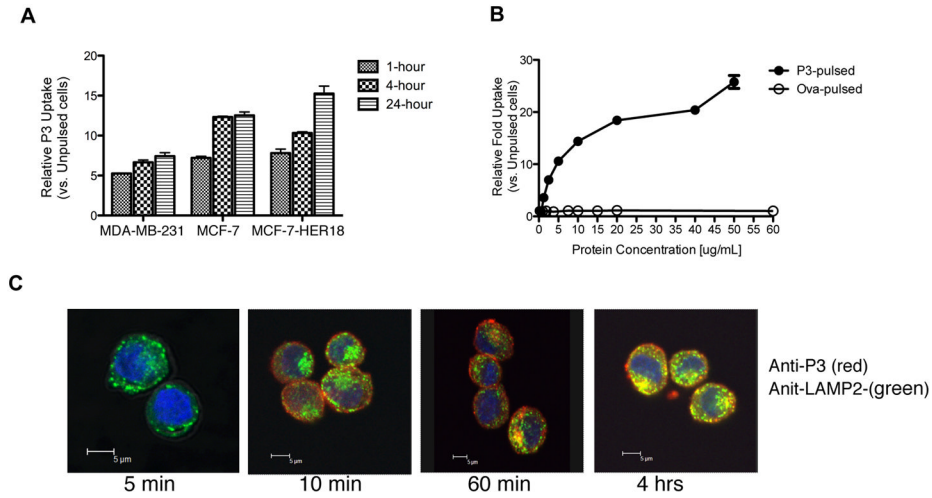 A
Relative P3 Uptake
(vs. Unpulsed cells)
20
15
10
5
0
MDA-MB-231 MCF-7 MCF-7-HER18
1-hour
4-hour
24-hour
B
Relative Fold Uptake
(vs. Unpulsed cells)
30
20
10
0
0 5 10 15 20 25 30 35 40 45 50 55 60
Protein Concentration [ug/mL]
P3-pulsed
Ova-pulsed
C
5 µm
5 µm
5 µm
5 µm
5 min 10 min 60 min 4 hrs
Anti-P3 (red)
Anit-LAMP2-(green)